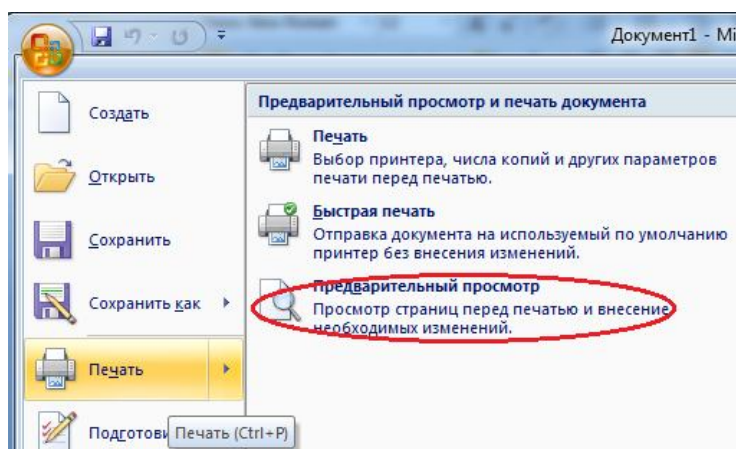 Документ1 - Mi
Создать
Открыть
Сохранить
Сохранить как
Печать
Подготови
Печать (Ctrl+P)
Предварительный просмотр и печать документа
Печать
Выбор принтера, числа копий и других параметров
печати перед печатью.
Быстрая печать
Отправка документа на используемый по умолчанию
принтер без внесения изменений.
Предварительный просмотр
Просмотр страниц перед печатью и внесение
необходимых изменений.